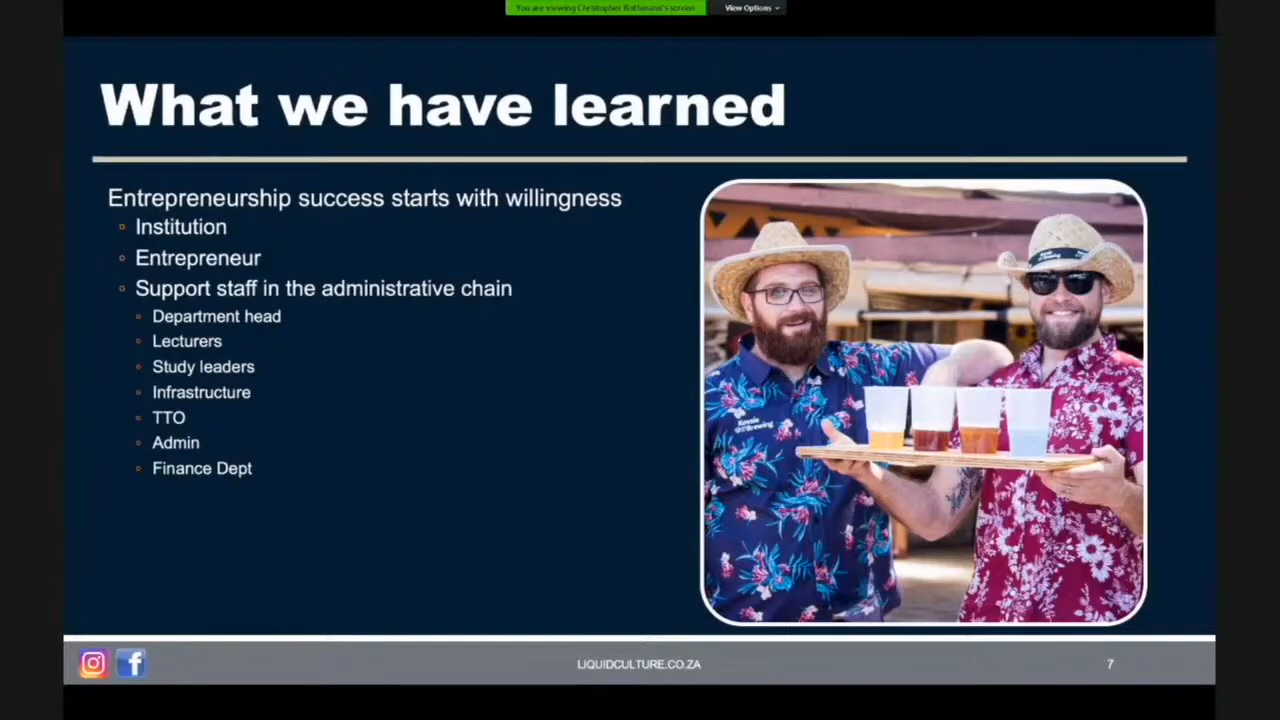 You are viewing Christopher Rothmann's screen View Options
What we have learned
Entrepreneurship success starts with willingness
Institution
Entrepreneur
Support staff in the administrative chain
Department head
Lecturers
Study leaders
Infrastructure
TTO
Admin
Finance Dept
LIQUIDCULTURE.CO.ZA
7